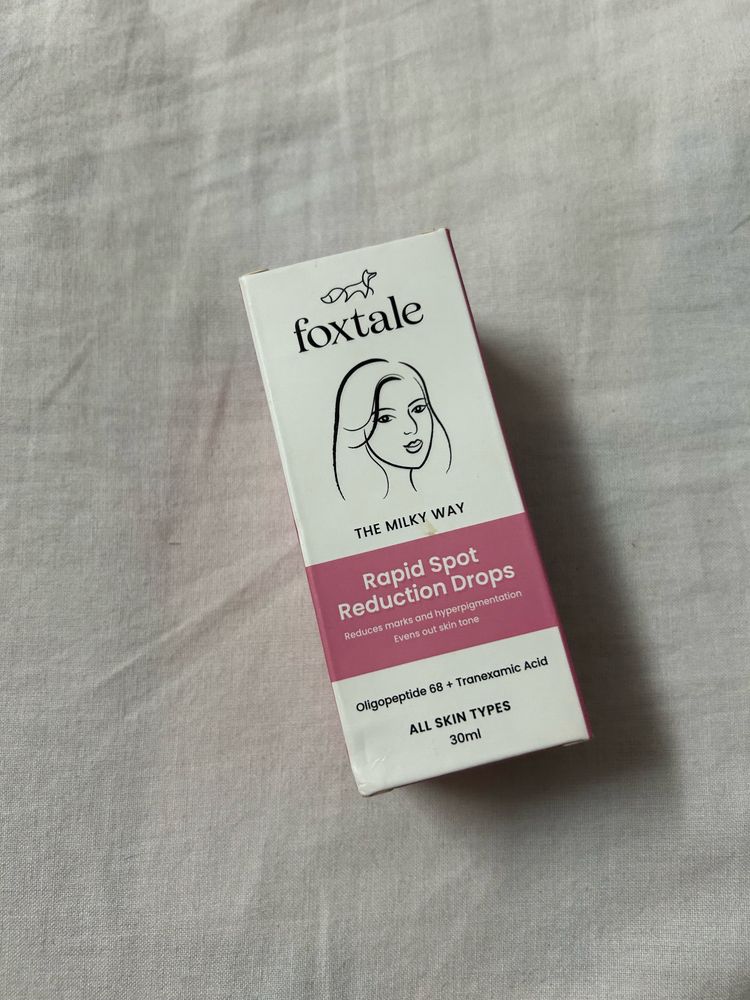 foxtale
THE MILKY WAY
Rapid Spot
Reduction Drops
Reduces marks and hyperpigmentation
Evens out skin tone
Oligopeptide 68 + Tranexamic Acid
ALL SKIN TYPES
30ml